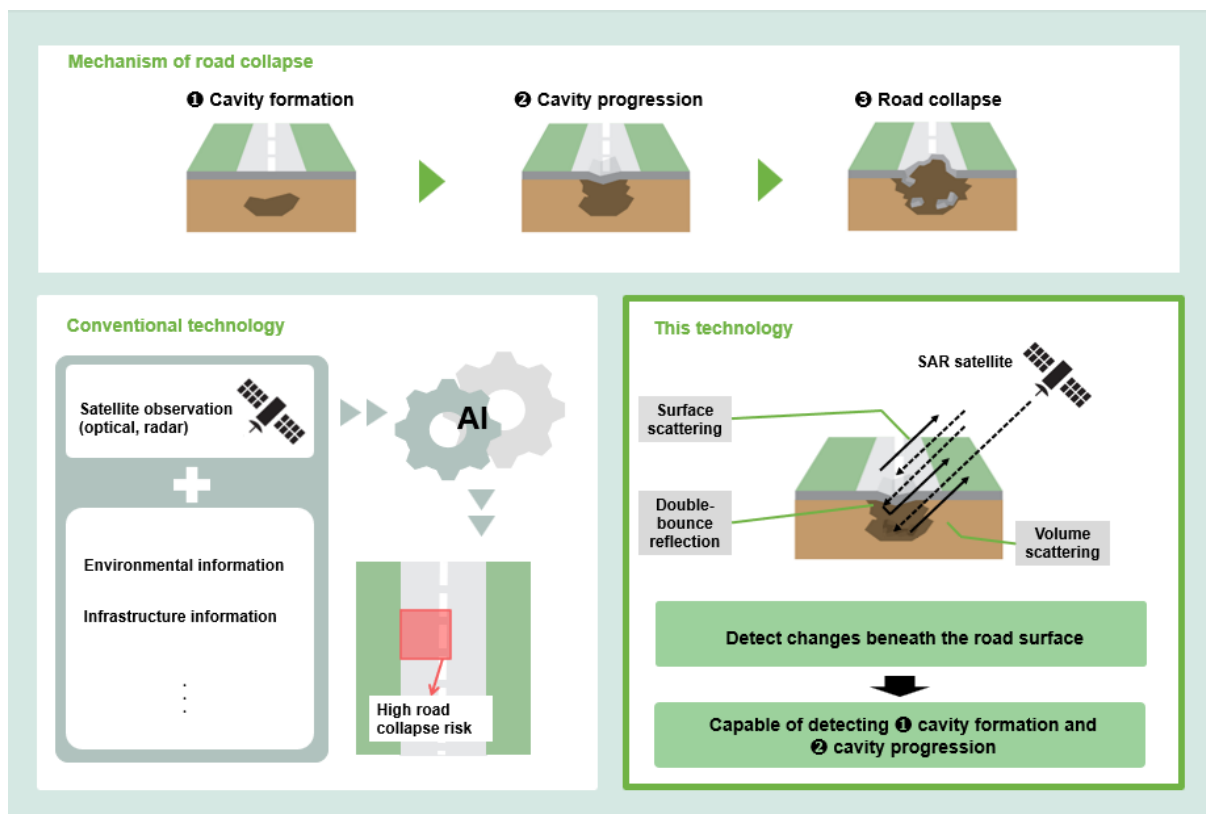 Mechanism of road collapse
❶ Cavity formation
❷ Cavity progression
❸ Road collapse
Conventional technology
Satellite observation
(optical, radar)
AI
Environmental information
Infrastructure information
High road
collapse risk
This technology
SAR satellite
Surface
scattering
Double-
bounce
reflection
Volume
scattering
Detect changes beneath the road surface
Capable of detecting ❶ cavity formation and
❷ cavity progression